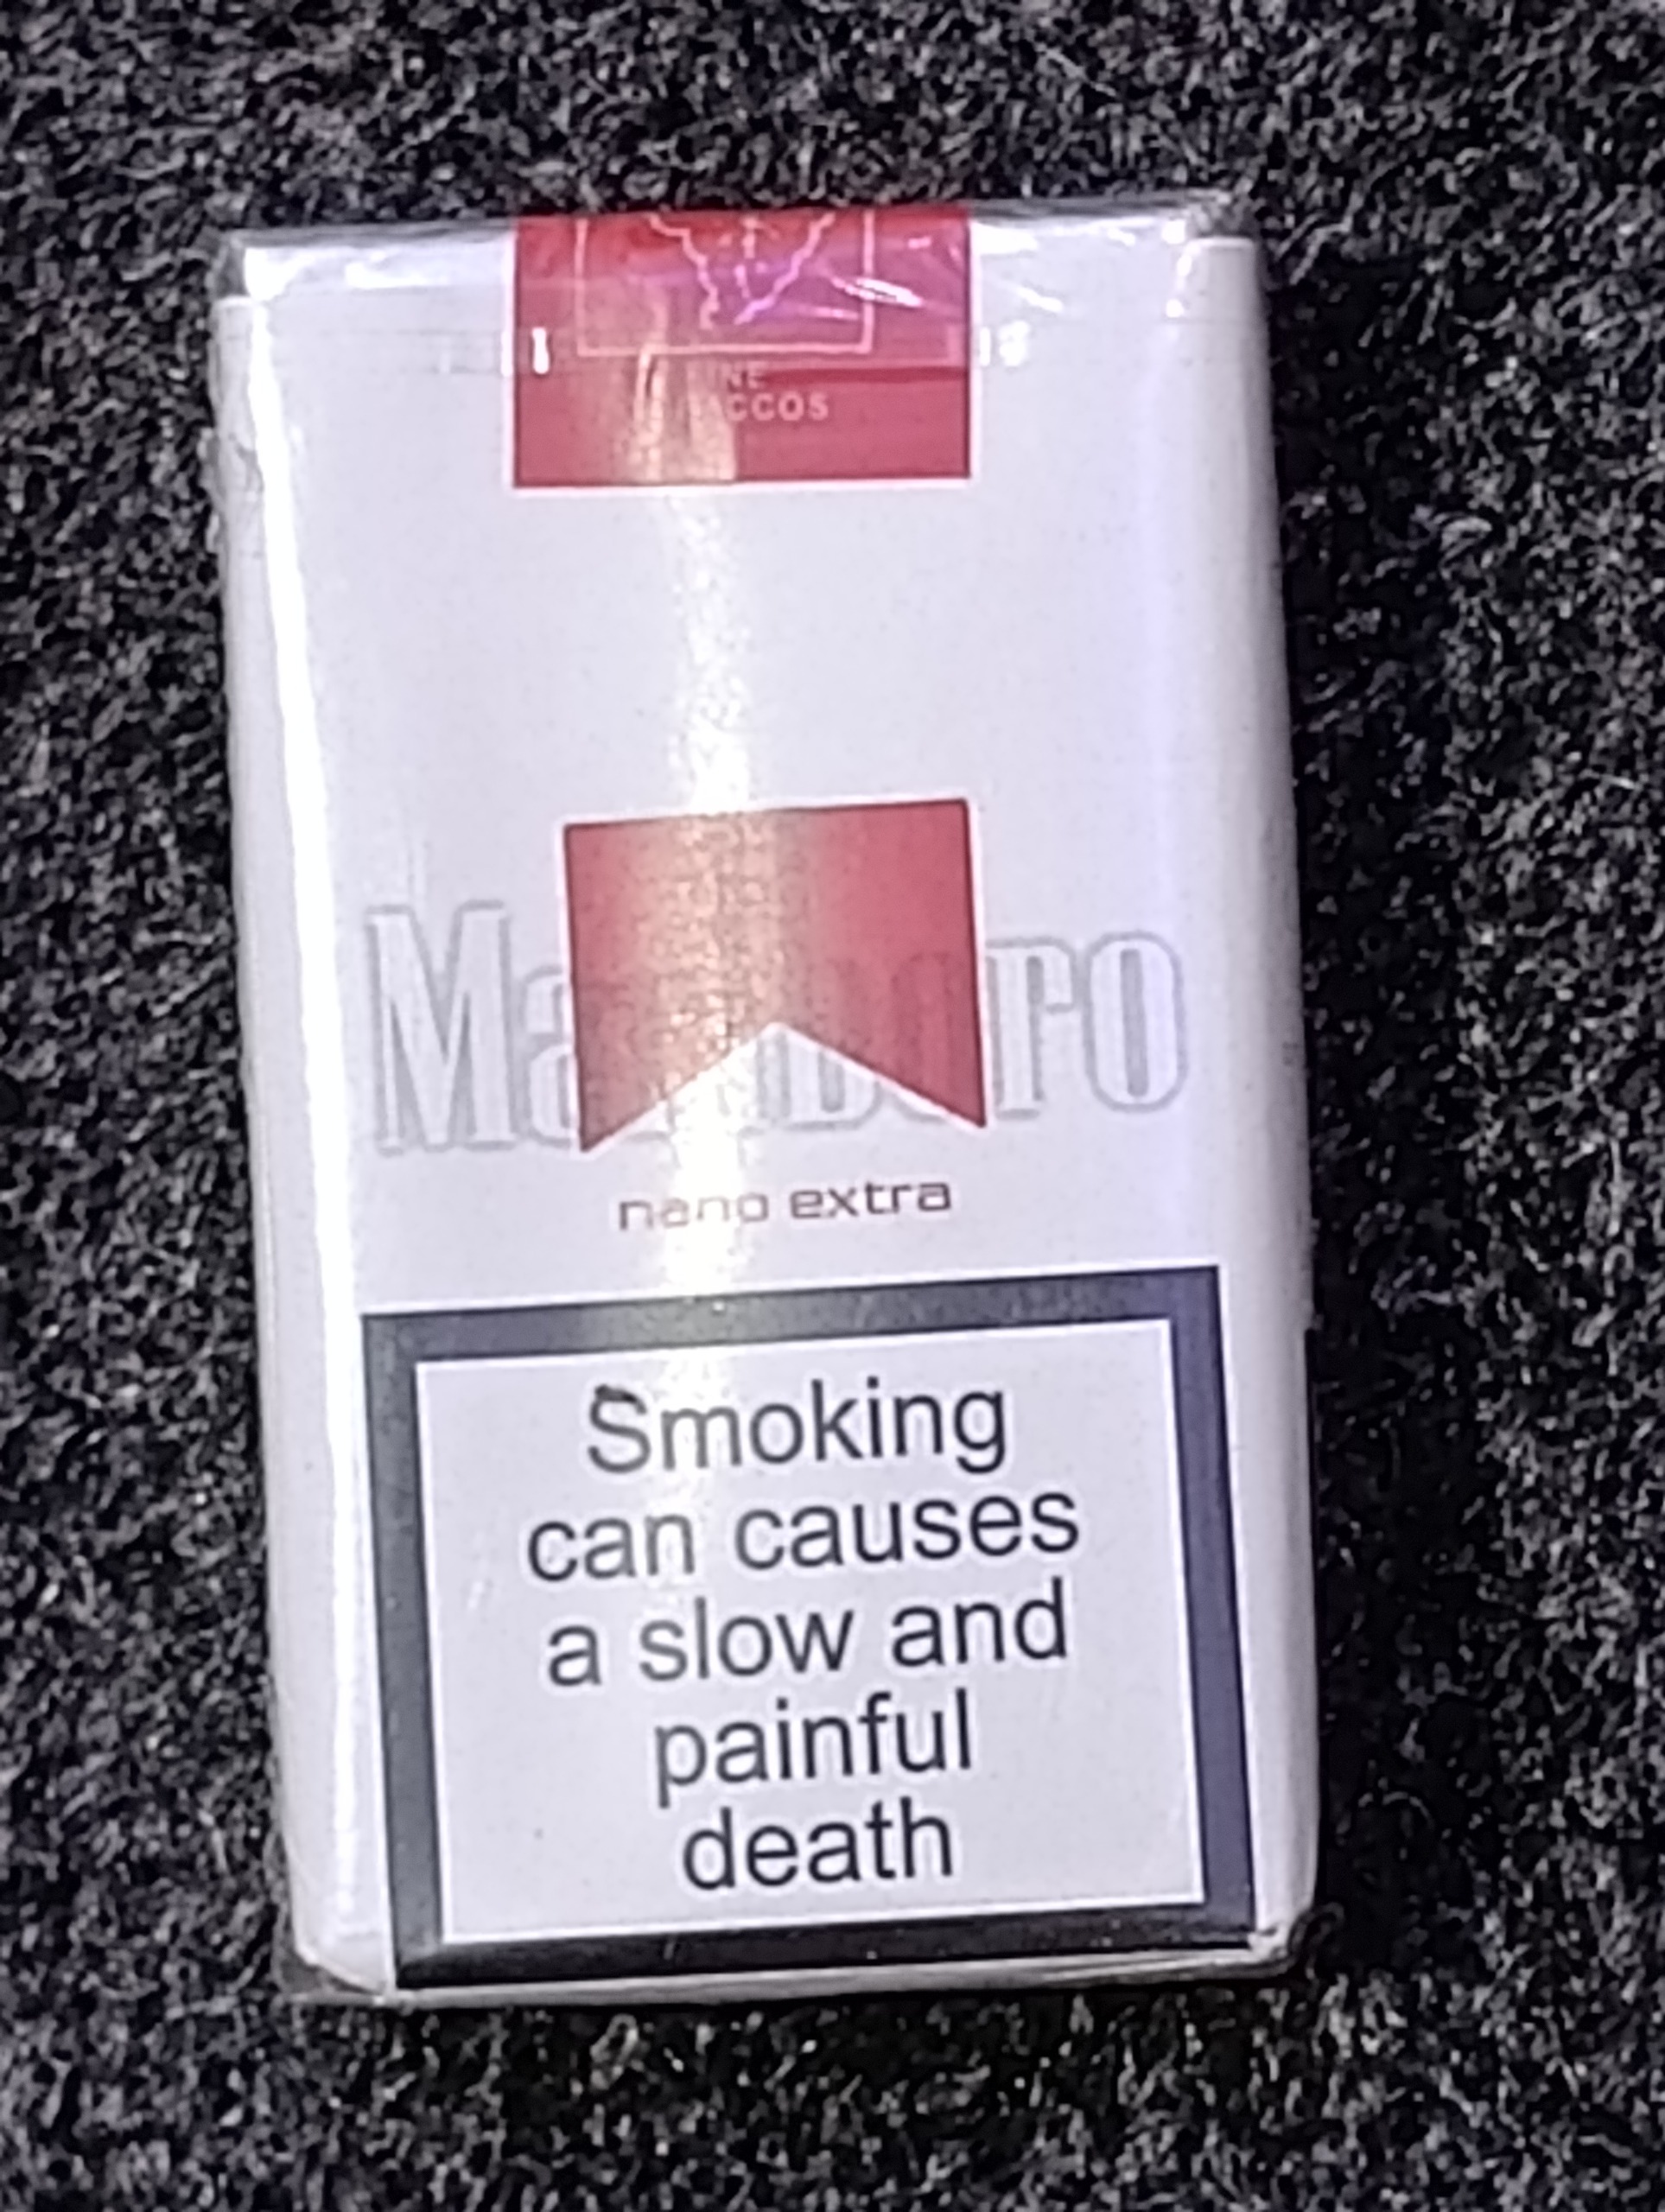 Marlboro
nano extra
Smoking
can causes
a slow and
painful
death